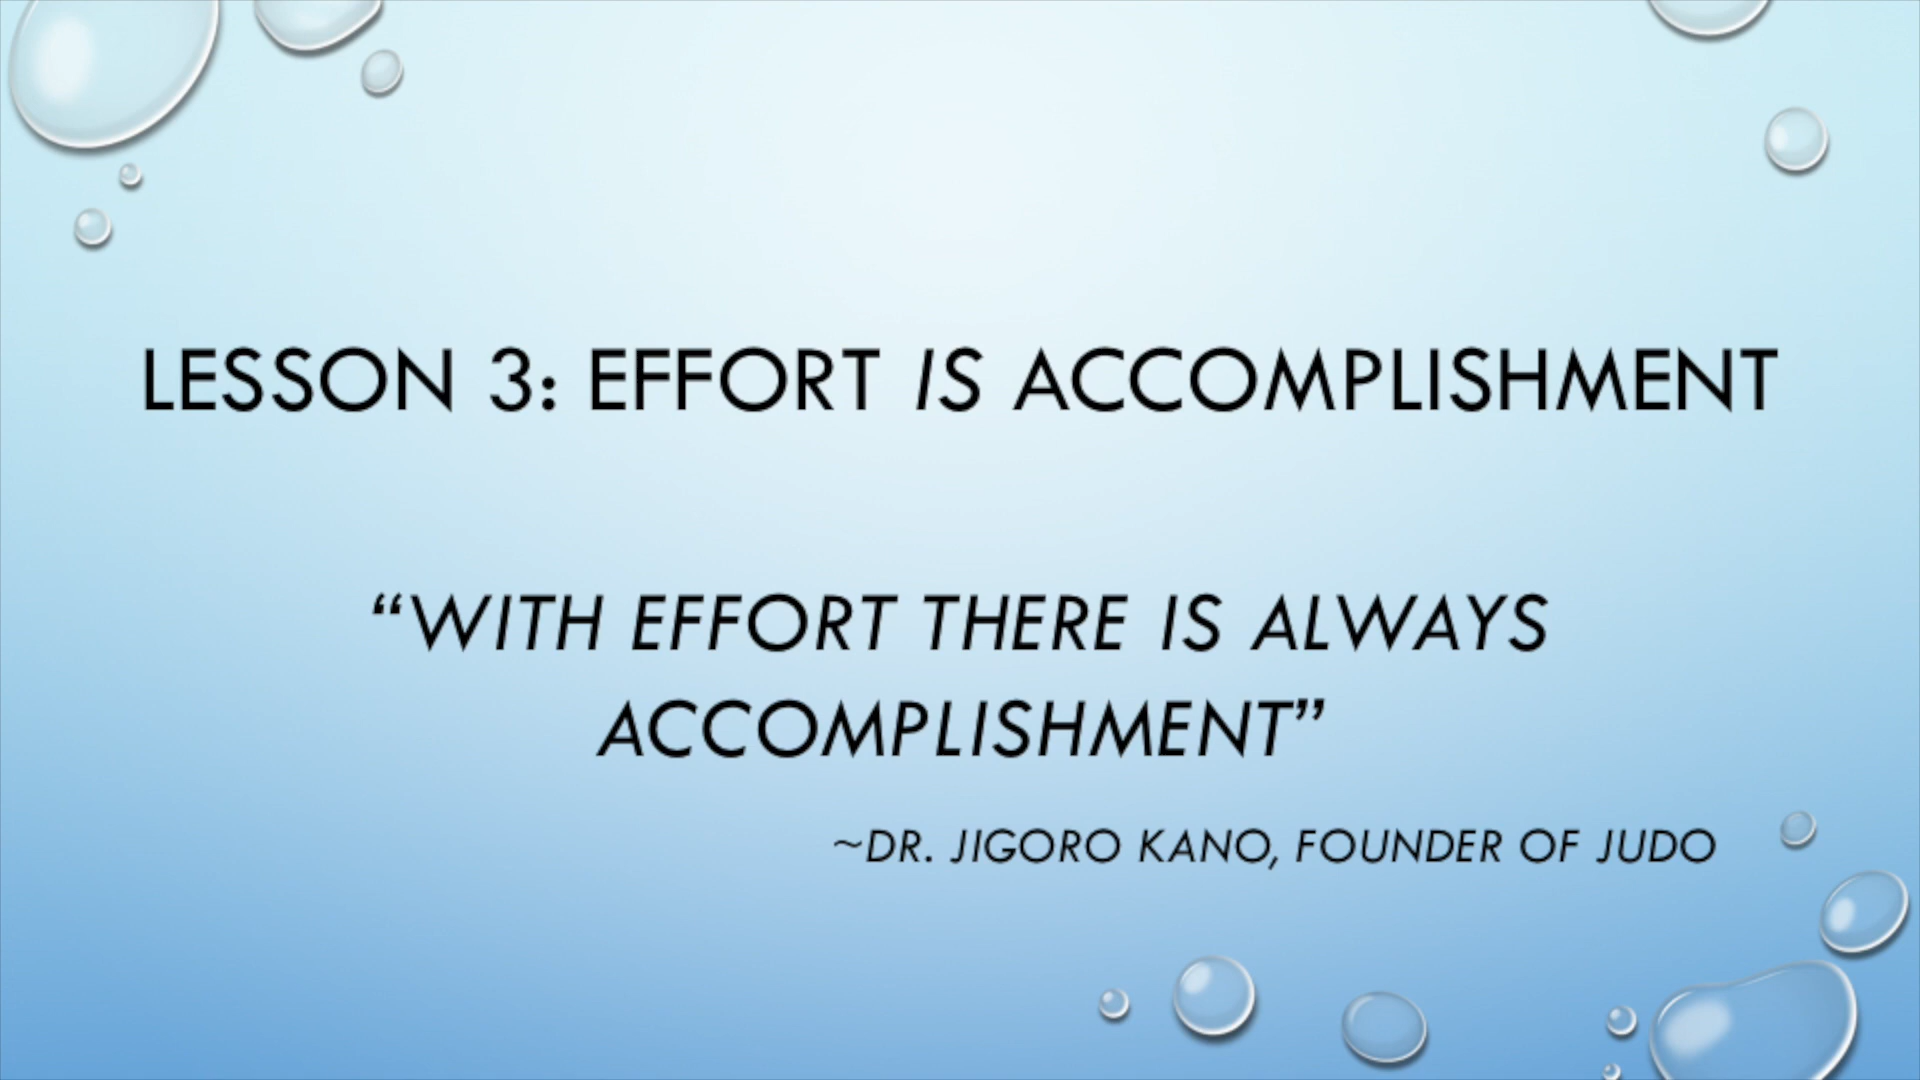 LESSON 3: EFFORT IS ACCOMPLISHMENT
“WITH EFFORT THERE IS ALWAYS
ACCOMPLISHMENT”
~DR. JIGORO KANO, FOUNDER OF JUDO